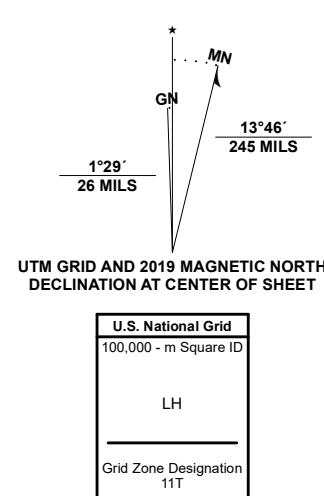 ★
MN
GN
13°46´
245 MILS
1°29´
26 MILS
UTM GRID AND 2019 MAGNETIC NORTH
DECLINATION AT CENTER OF SHEET
U.S. National Grid
100,000 - m Square ID
LH
Grid Zone Designation
11T